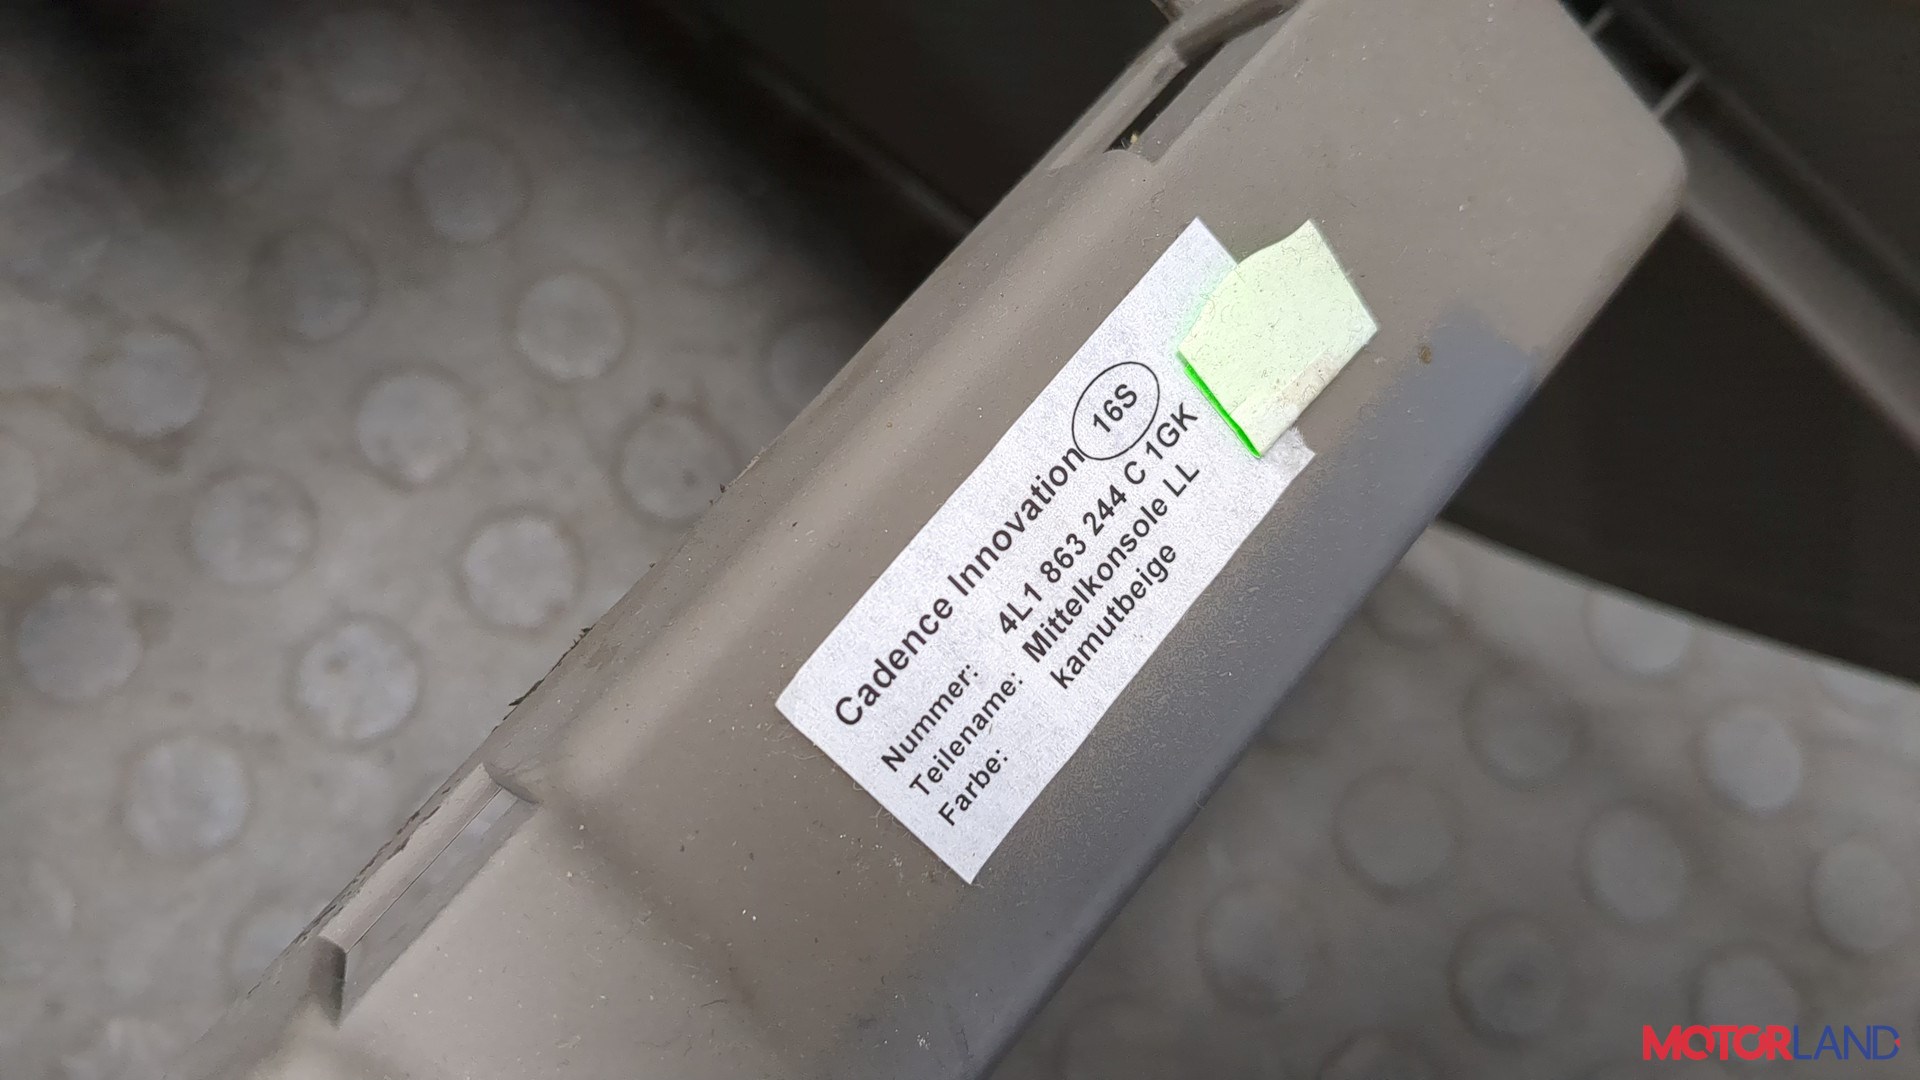 Cadence Innovation 16S
Nummer: 4L1 863 244 C 1GK
Teilename: Mittelkonsole LL
Farbe: kamutbeige
MOTORLAND